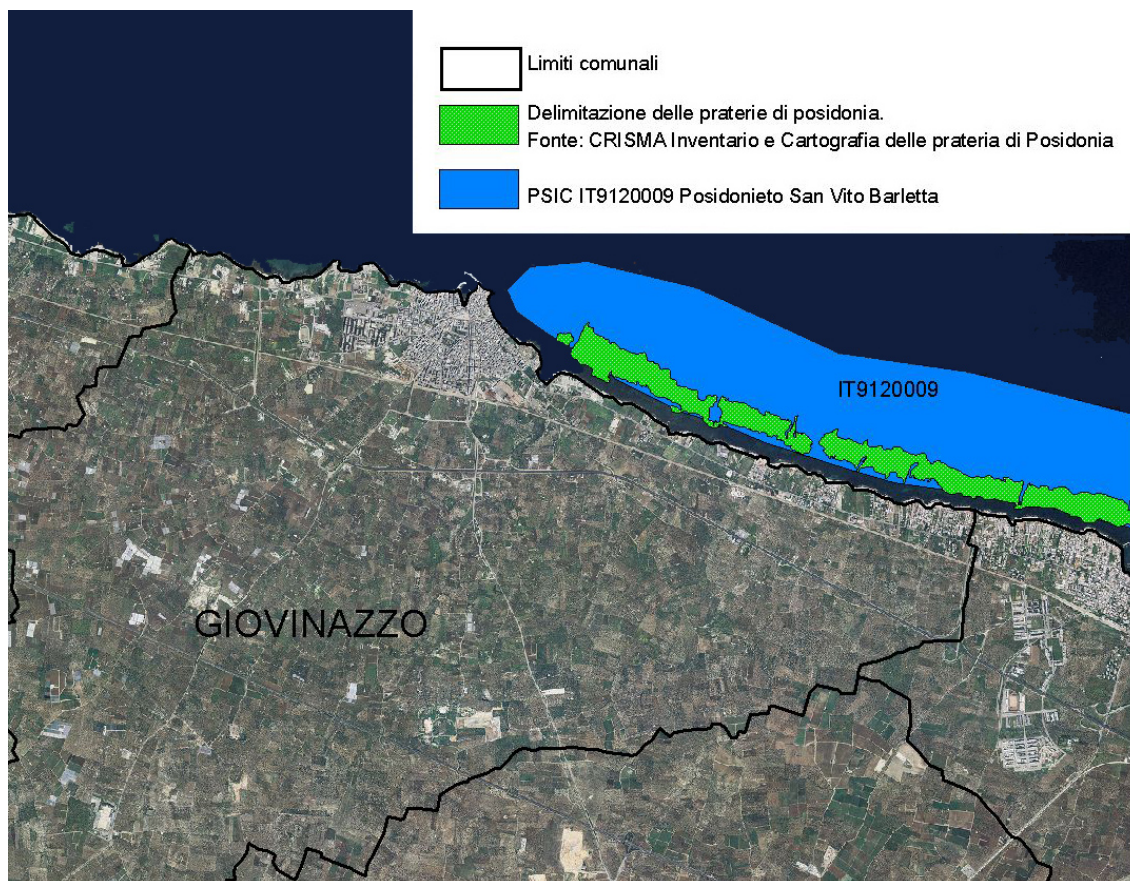 Limiti comunali
Delimitazione delle praterie di posidonia.
Fonte: CRISMA Inventario e Cartografia delle prateria di Posidonia
PSIC IT9120009 Posidonieto San Vito Barletta
IT9120009
GIOVINAZZO